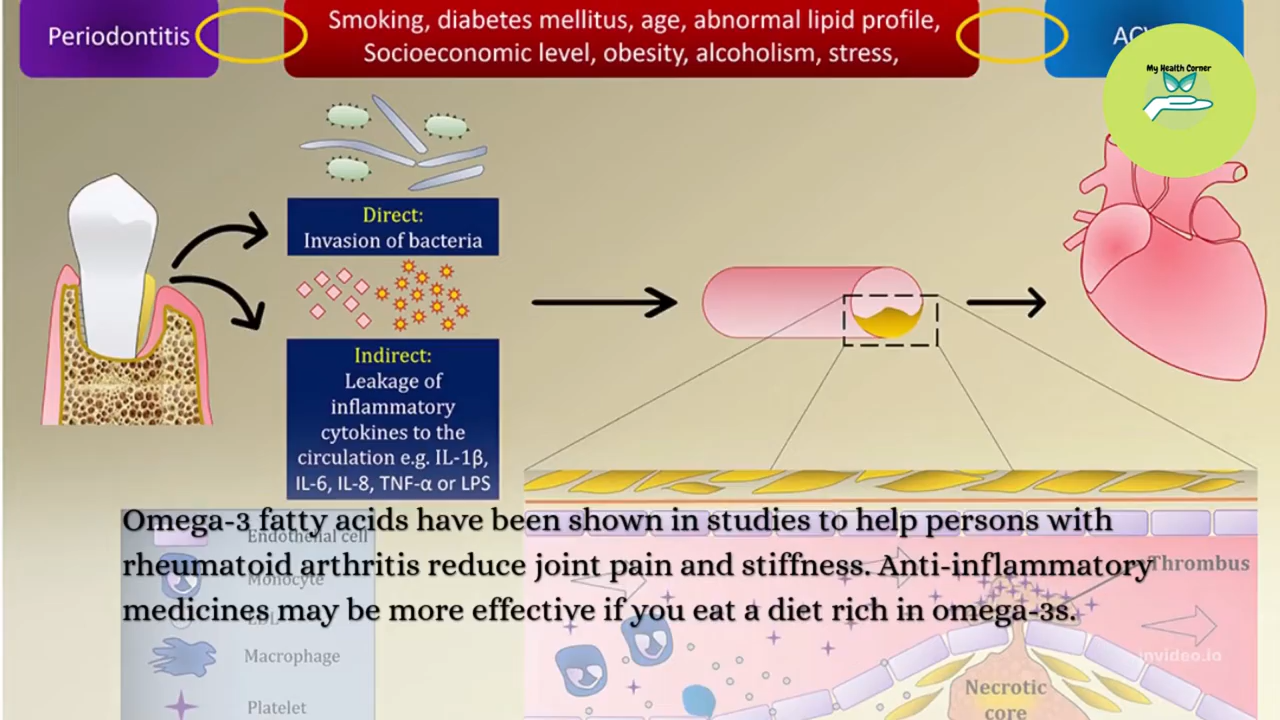 Periodontitis
Smoking, diabetes mellitus, age, abnormal lipid profile,
Socioeconomic level, obesity, alcoholism, stress,
My Health Corner
Direct:
Invasion of bacteria
Indirect:
Leakage of
inflammatory
cytokines to the
circulation e.g. IL-1β,
IL-6, IL-8, TNF-α or LPS
Omega-3 fatty acids have been shown in studies to help persons with
rheumatoid arthritis reduce joint pain and stiffness. Anti-inflammatory
medicines may be more effective if you eat a diet rich in omega-3s.
Endothelial cell
Monocyte
Macrophage
Platelet
Thrombus
invideo.io
Necrotic
core